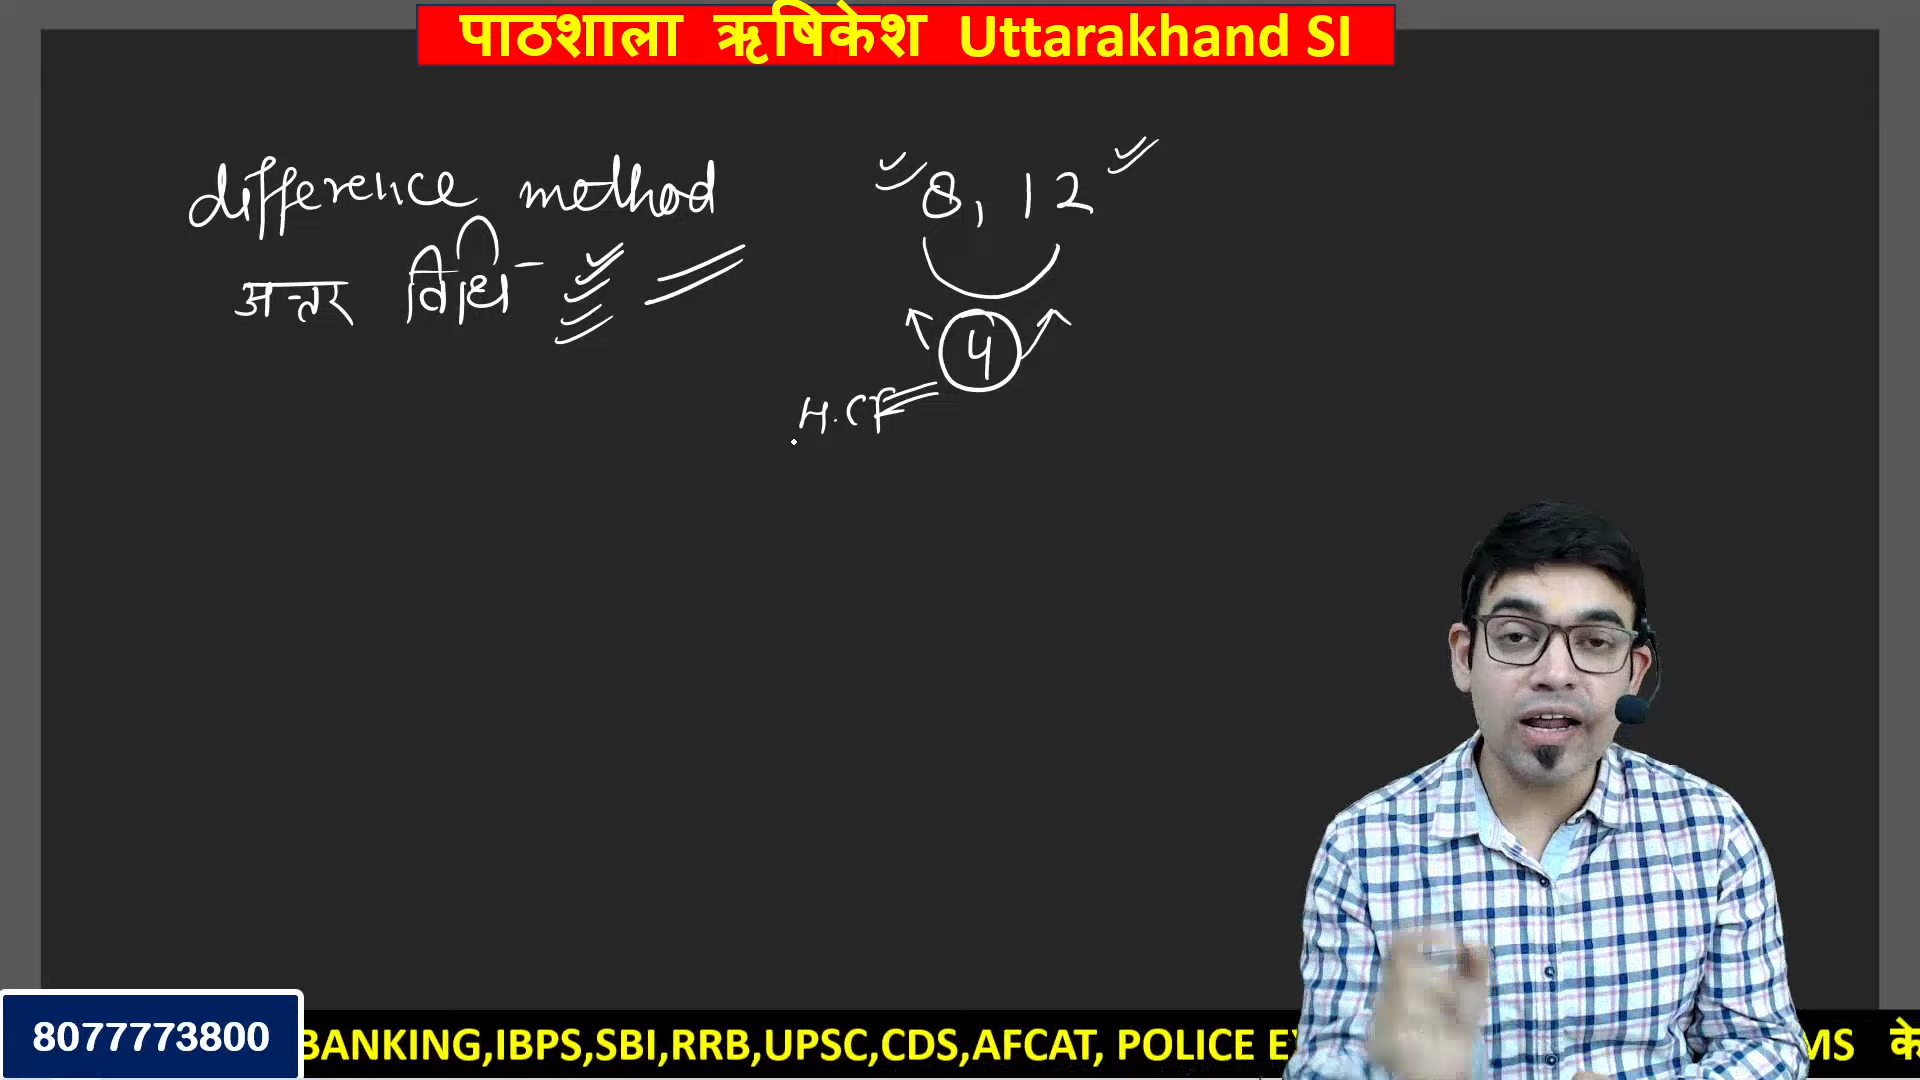 पाठशाला ऋषिकेश Uttarakhand SI
difference method
अन्तर विधि -
8, 12
4
H.CF
8077773800
BANKING,IBPS,SBI,RRB,UPSC,CDS,AFCAT, POLICE EX MS के